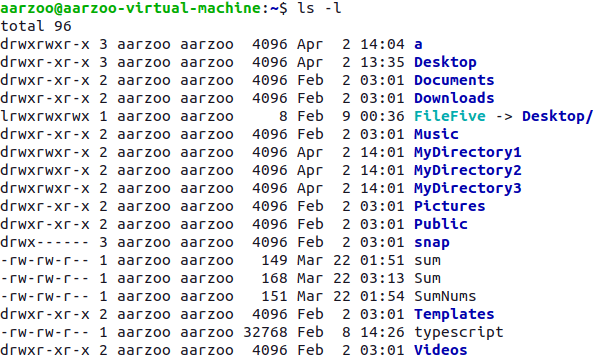 aarzoo@aarzoo-virtual-machine:~$ ls -l
total 96
drwxrwxr-x 3 aarzoo aarzoo  4096 Apr  2 14:04 a
drwxr-xr-x 3 aarzoo aarzoo  4096 Apr  2 13:35 Desktop
drwxr-xr-x 2 aarzoo aarzoo  4096 Feb  2 03:01 Documents
drwxr-xr-x 2 aarzoo aarzoo  4096 Feb  2 03:01 Downloads
lrwxrwxrwx 1 aarzoo aarzoo     8 Feb  9 00:36 FileFive -> Desktop/
drwxr-xr-x 2 aarzoo aarzoo  4096 Feb  2 03:01 Music
drwxrwxr-x 2 aarzoo aarzoo  4096 Apr  2 14:01 MyDirectory1
drwxrwxr-x 2 aarzoo aarzoo  4096 Apr  2 14:01 MyDirectory2
drwxrwxr-x 2 aarzoo aarzoo  4096 Apr  2 14:01 MyDirectory3
drwxr-xr-x 2 aarzoo aarzoo  4096 Feb  2 03:01 Pictures
drwxr-xr-x 2 aarzoo aarzoo  4096 Feb  2 03:01 Public
drwx------ 3 aarzoo aarzoo  4096 Feb  2 03:01 snap
-rw-rw-r-- 1 aarzoo aarzoo   149 Mar 22 01:51 sum
-rw-rw-r-- 1 aarzoo aarzoo   168 Mar 22 03:13 Sum
-rw-rw-r-- 1 aarzoo aarzoo   151 Mar 22 01:54 SumNums
drwxr-xr-x 2 aarzoo aarzoo  4096 Feb  2 03:01 Templates
-rw-rw-r-- 1 aarzoo aarzoo 32768 Feb  8 14:26 typescript
drwxr-xr-x 2 aarzoo aarzoo  4096 Feb  2 03:01 Videos